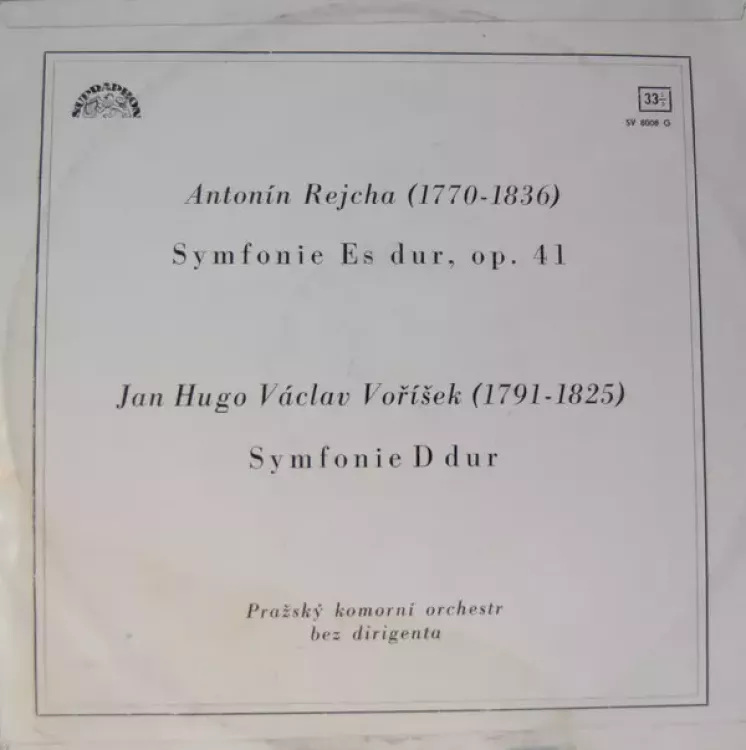 SUPRAPHON
33⅓
SV 8008 G
Antonín Rejcha (1770-1836)
Symfonie Es dur, op. 41
Jan Hugo Václav Voříšek (1791-1825)
Symfonie D dur
Pražský komorní orchestr
bez dirigenta